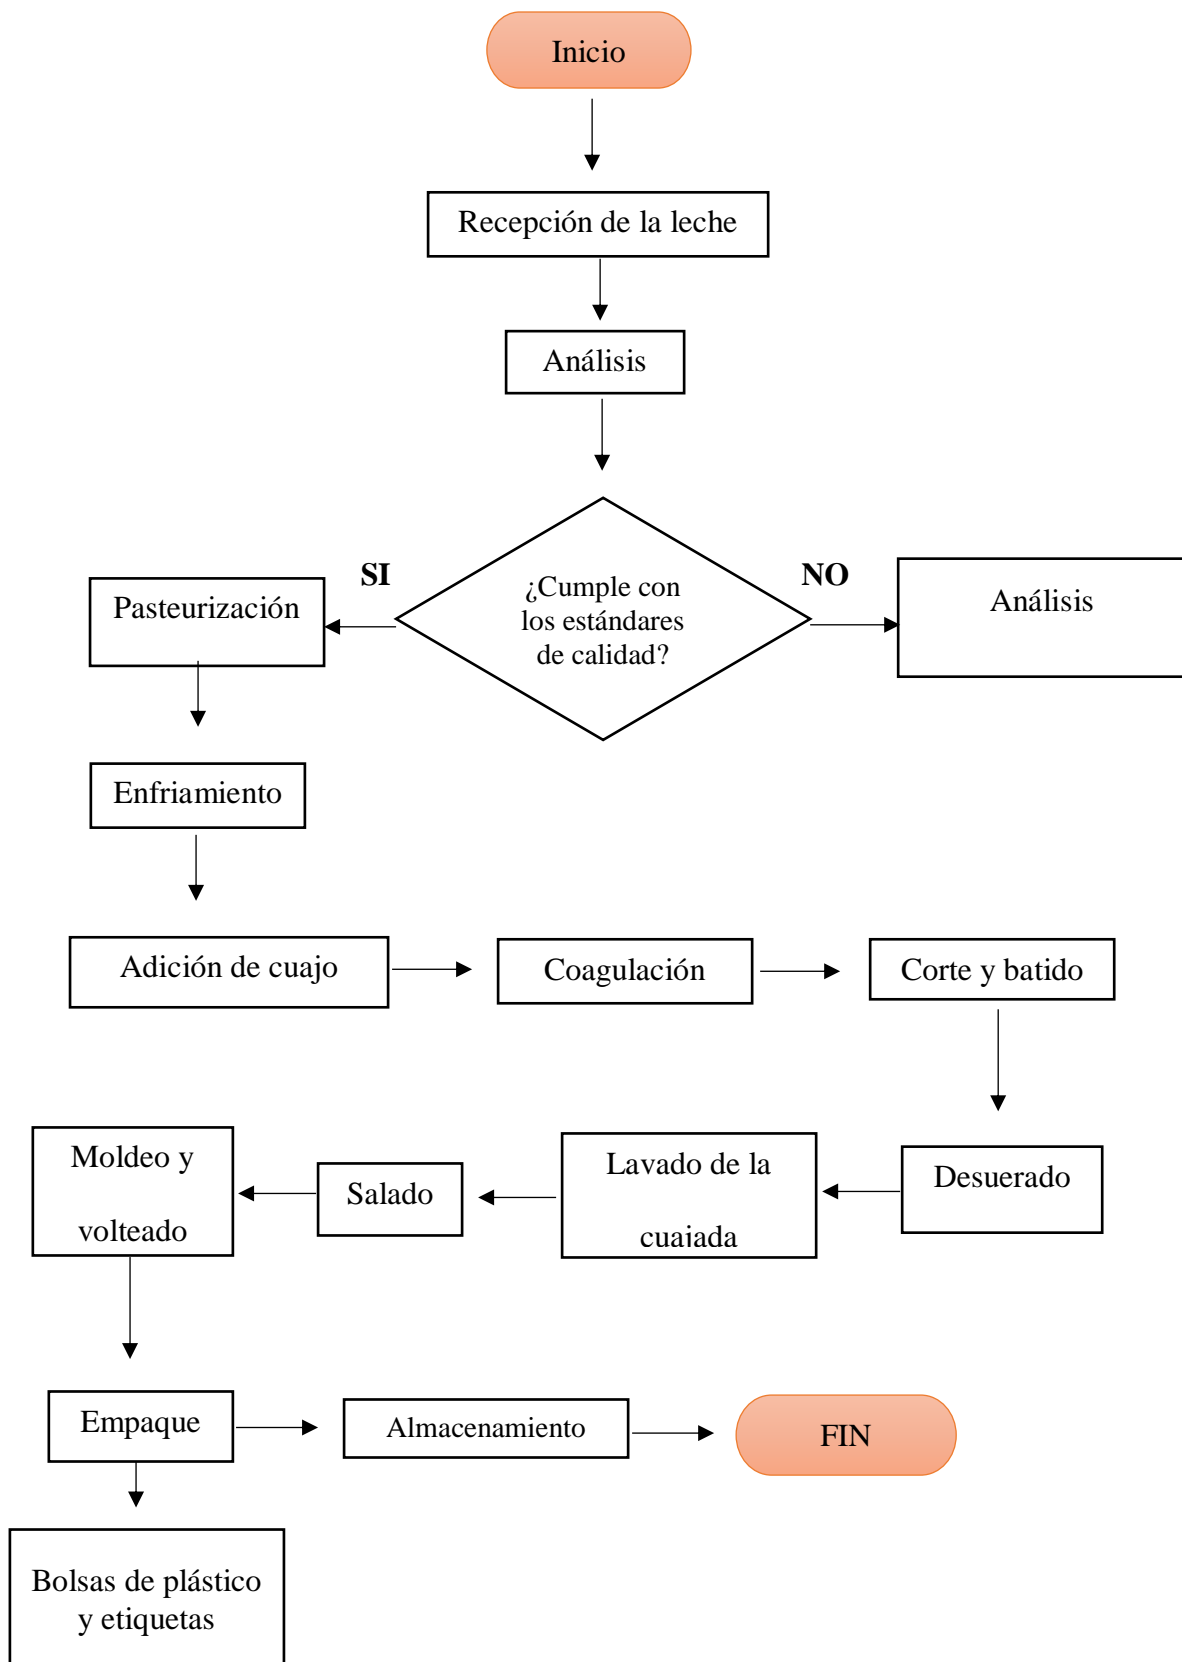 Inicio
Recepción de la leche
Análisis
SI
NO
¿Cumple con
los estándares
de calidad?
Pasteurización
Análisis
Enfriamiento
Adición de cuajo
Coagulación
Corte y batido
Moldeo y
volteado
Salado
Lavado de la
cuajada
Desuerado
Empaque
Almacenamiento
FIN
Bolsas de plástico
y etiquetas